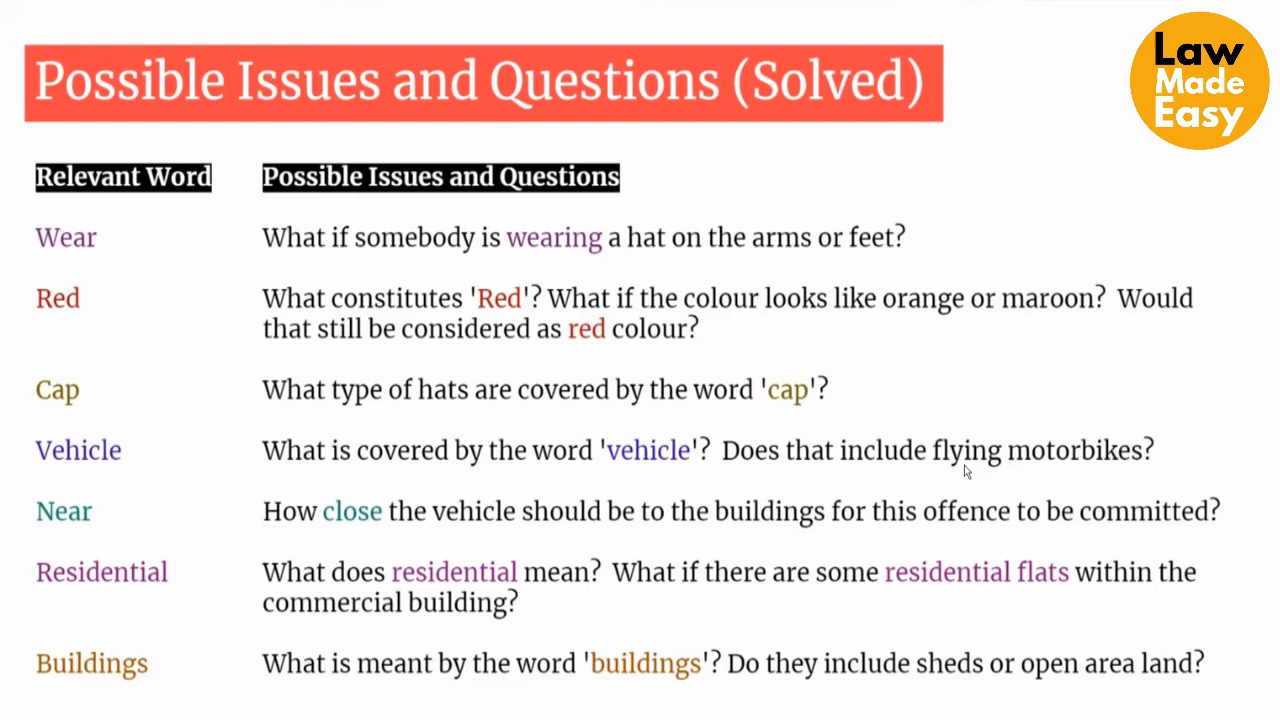 Possible Issues and Questions (Solved)
Law
Made
Easy
Relevant Word Possible Issues and Questions
Wear What if somebody is wearing a hat on the arms or feet?
Red What constitutes 'Red'? What if the colour looks like orange or maroon? Would
that still be considered as red colour?
Cap What type of hats are covered by the word 'cap'?
Vehicle What is covered by the word 'vehicle'? Does that include flying motorbikes?
Near How close the vehicle should be to the buildings for this offence to be committed?
Residential What does residential mean? What if there are some residential flats within the
commercial building?
Buildings What is meant by the word 'buildings'? Do they include sheds or open area land?